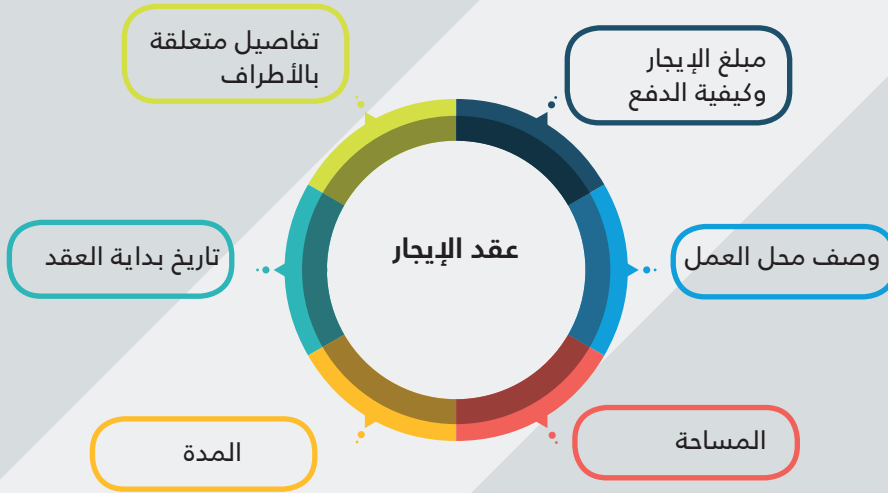 مبلغ الإيجار
وكيفية الدفع
تفاصيل متعلقة
بالأطراف
عقد الإيجار
وصف محل العمل
تاريخ بداية العقد
المساحة
المدة